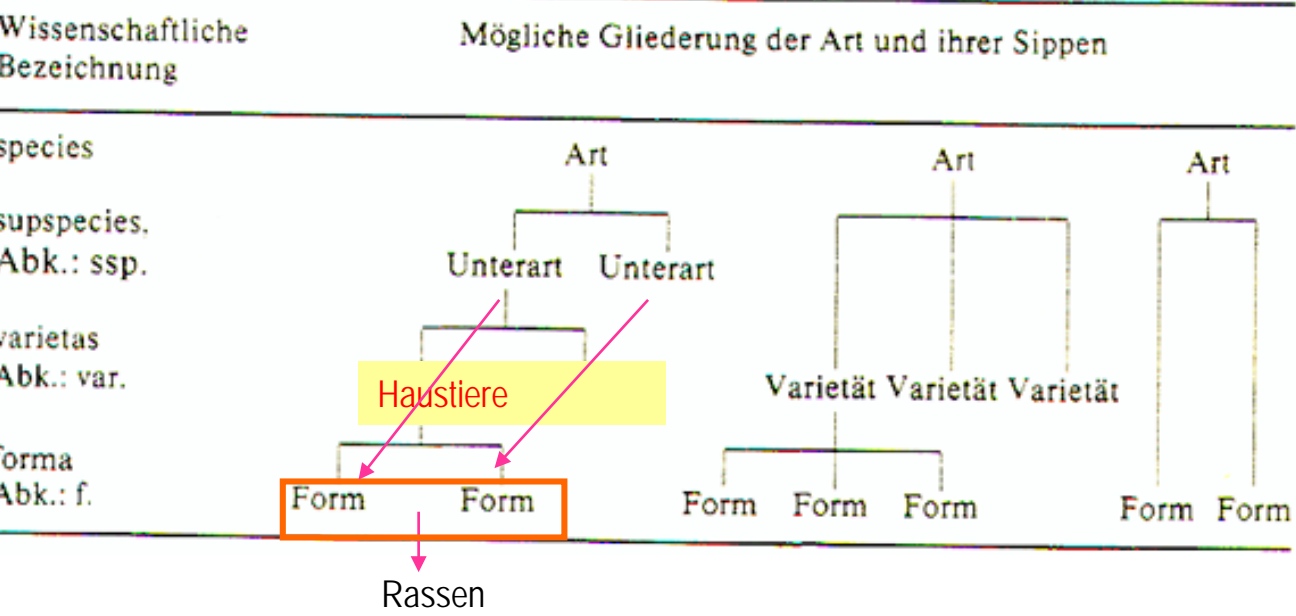 Wissenschaftliche
Bezeichnung
Mögliche Gliederung der Art und ihrer Sippen
species
Art Art Art
supspecies.
Abk.: ssp.
Unterart Unterart
varietas
Abk.: var.
Haustiere
Varietät Varietät Varietät
forma
Abk.: f.
Form Form Form Form Form Form Form
Rassen